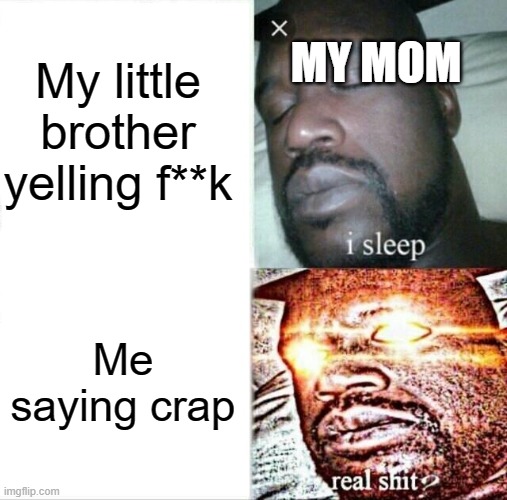 My little
brother
yelling f**k
MY MOM
i sleep
Me
saying crap
real shit?
imgflip.com